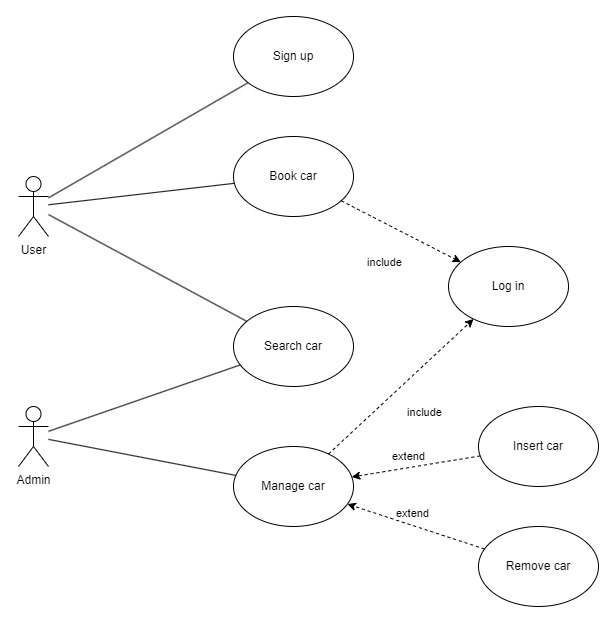 Sign up
Book car
User
include
Log in
Search car
include
Admin
Manage car
extend
Insert car
extend
Remove car